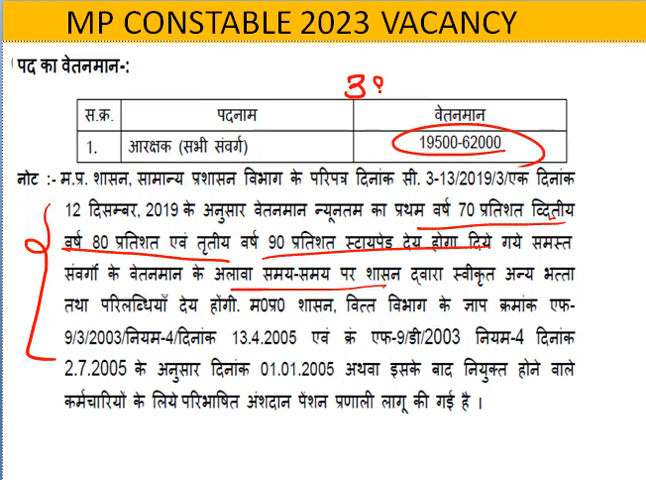 MP CONSTABLE 2023 VACANCY
पद का वेतनमान-:
3०
स.क्र. पदनाम वेतनमान
1. आरक्षक (सभी संवर्ग) 19500-62000
नोट :- म.प्र. शासन, सामान्य प्रशासन विभाग के परिपत्र दिनांक सी. 3-13/2019/3/एक दिनांक
12 दिसम्बर, 2019 के अनुसार वेतनमान न्यूनतम का प्रथम वर्ष 70 प्रतिशत व्दितीय
वर्ष 80 प्रतिशत एवं तृतीय वर्ष 90 प्रतिशत स्टायपेड देय होगा दिये गये समस्त
संवर्गो के वेतनमान के अलावा समय-समय पर शासन द्वारा स्वीकृत अन्य भत्ता
तथा परिलब्धियाँ देय होंगी. म०प्र० शासन, वित्त विभाग के ज्ञाप क्रमांक एफ-
9/3/2003/नियम-4/दिनांक 13.4.2005 एवं क्रं एफ-9/डी/2003 नियम-4 दिनांक
2.7.2005 के अनुसार दिनांक 01.01.2005 अथवा इसके बाद नियुक्त होने वाले
कर्मचारियों के लिये परिभाषित अंशदान पेंशन प्रणाली लागू की गई है ।